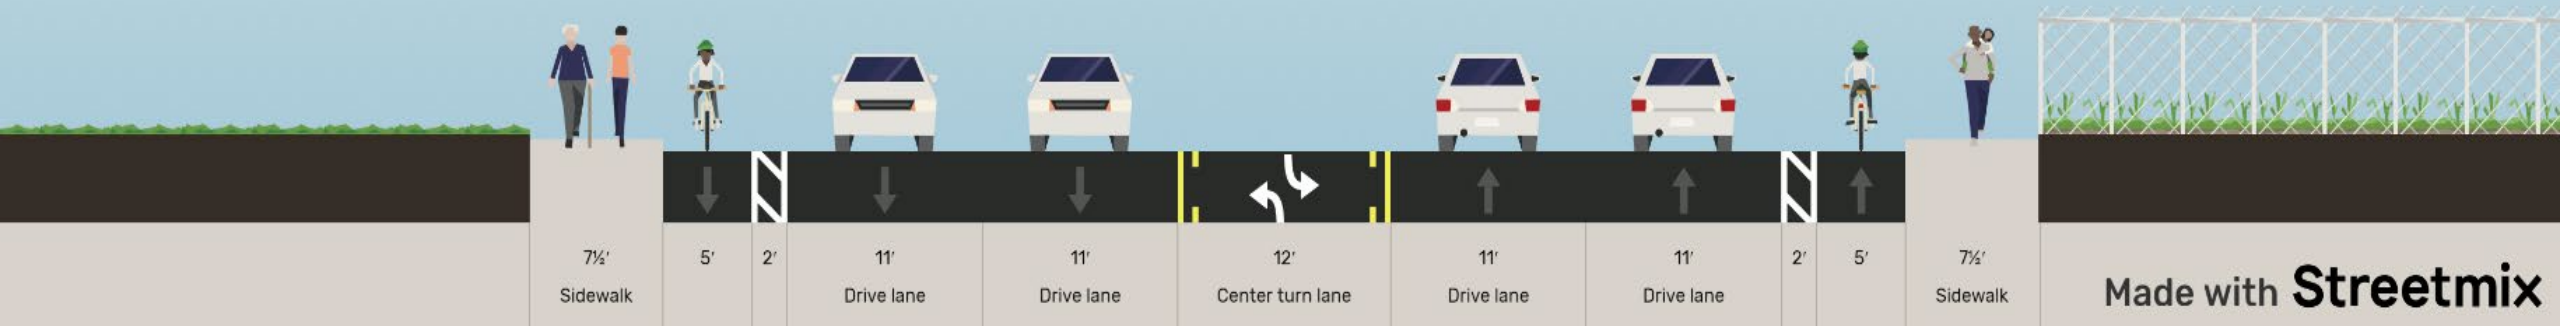 7½′ 5′ 2′ 11′ 11′ 12′ 11′ 11′ 2′ 5′ 7½′
Sidewalk Drive lane Drive lane Center turn lane Drive lane Drive lane Sidewalk
Made with Streetmix